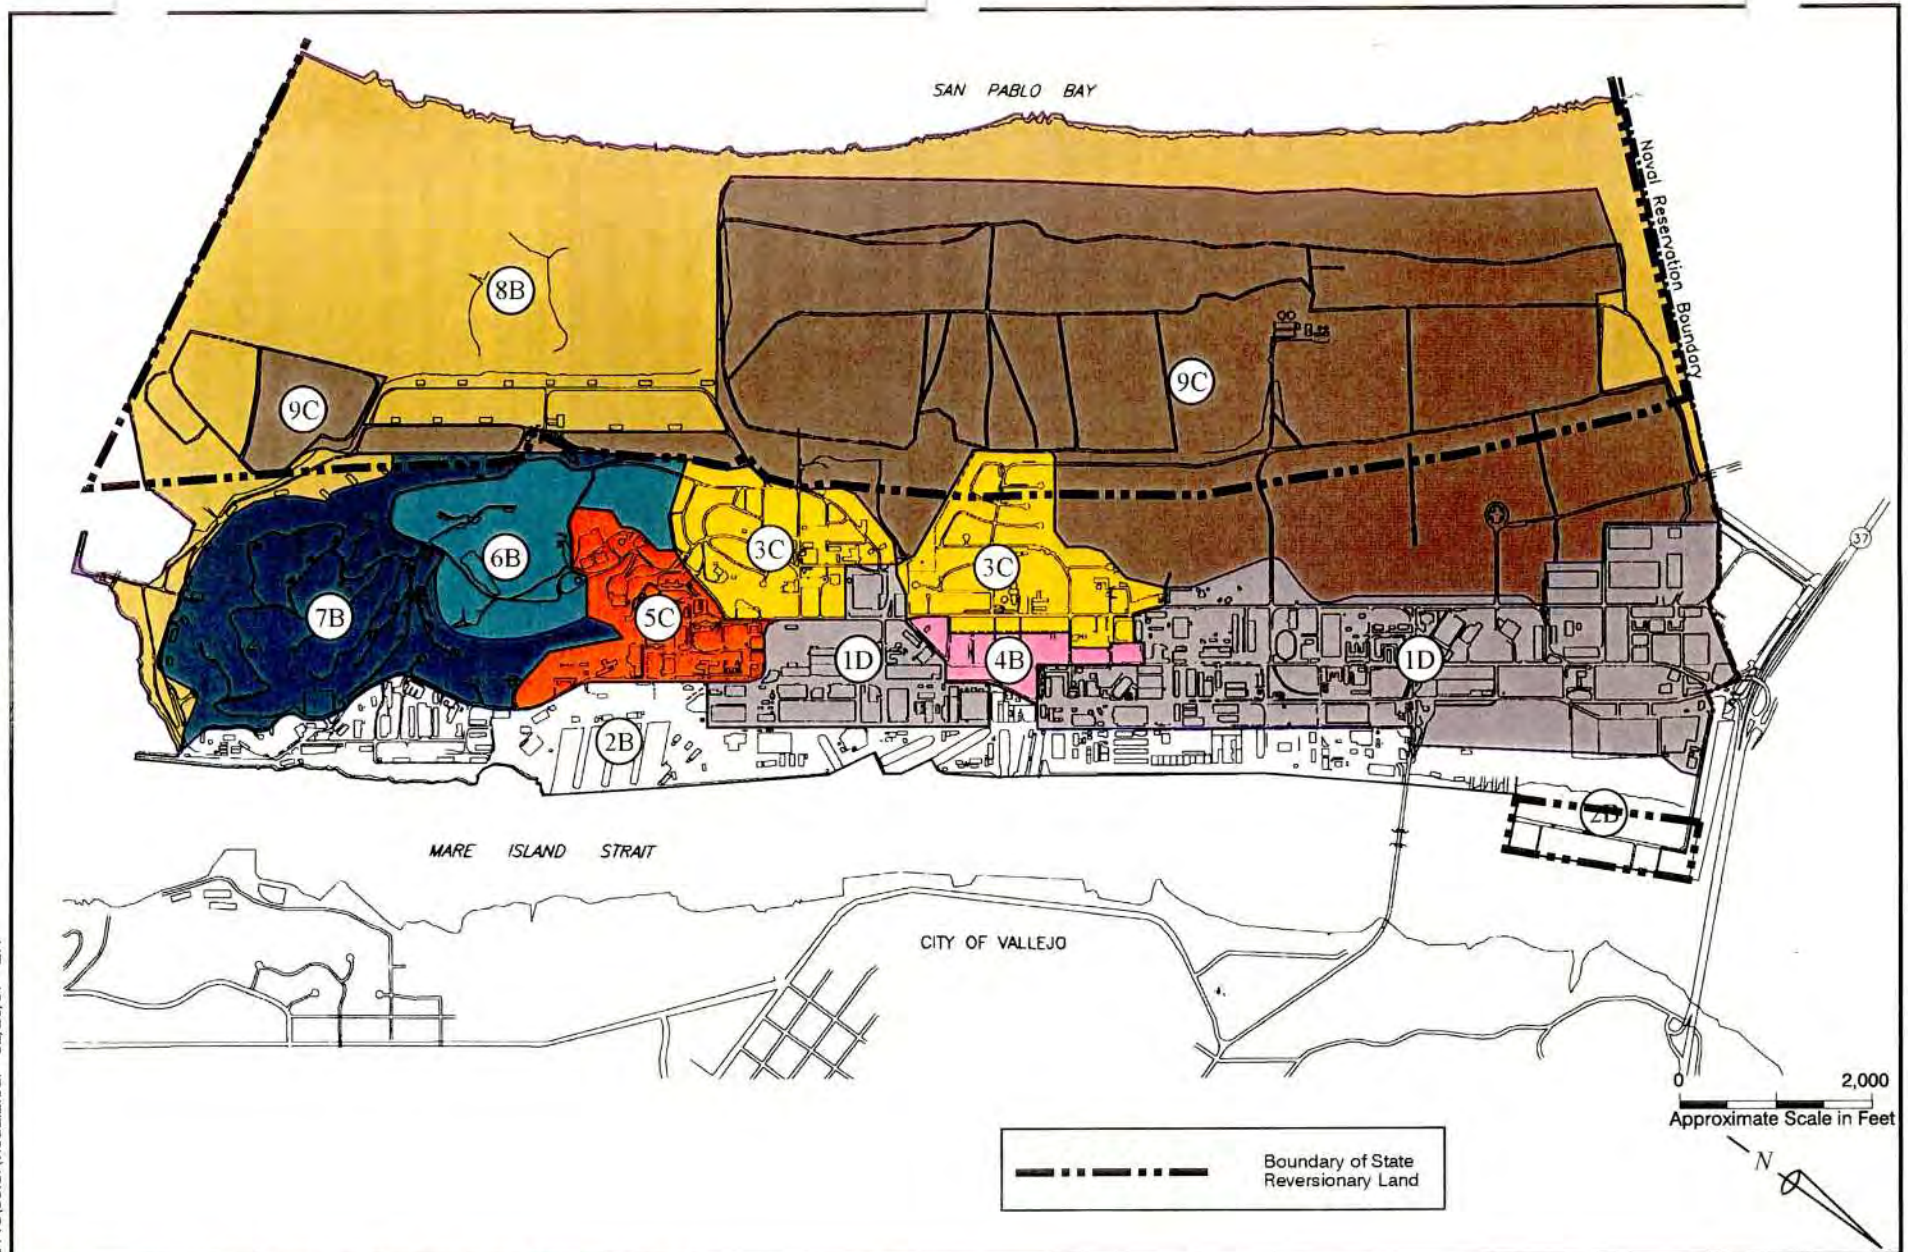 SAN PABLO BAY
Naval Reservation Boundary
8B
9C
9C
37
3C
6B
3C
7B
5C
1D
4B
1D
2B
MARE ISLAND STRAIT
CITY OF VALLEJO
0 2,000
Approximate Scale in Feet
Boundary of State
Reversionary Land
N